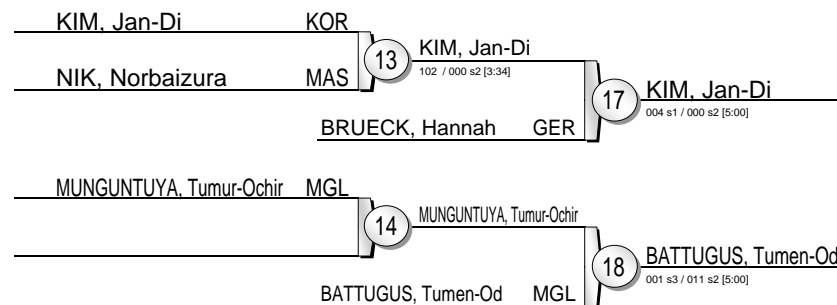 KIM, Jan-Di KOR
13
KIM, Jan-Di
102 / 000 s2 [3:34]
NIK, Norbaizura MAS
17
KIM, Jan-Di
004 s1 / 000 s2 [5:00]
BRUECK, Hannah GER
MUNGUNTUYA, Tumur-Ochir MGL
14
MUNGUNTUYA, Tumur-Ochir
18
BATTUGUS, Tumen-Od
001 s3 / 011 s2 [5:00]
BATTUGUS, Tumen-Od MGL